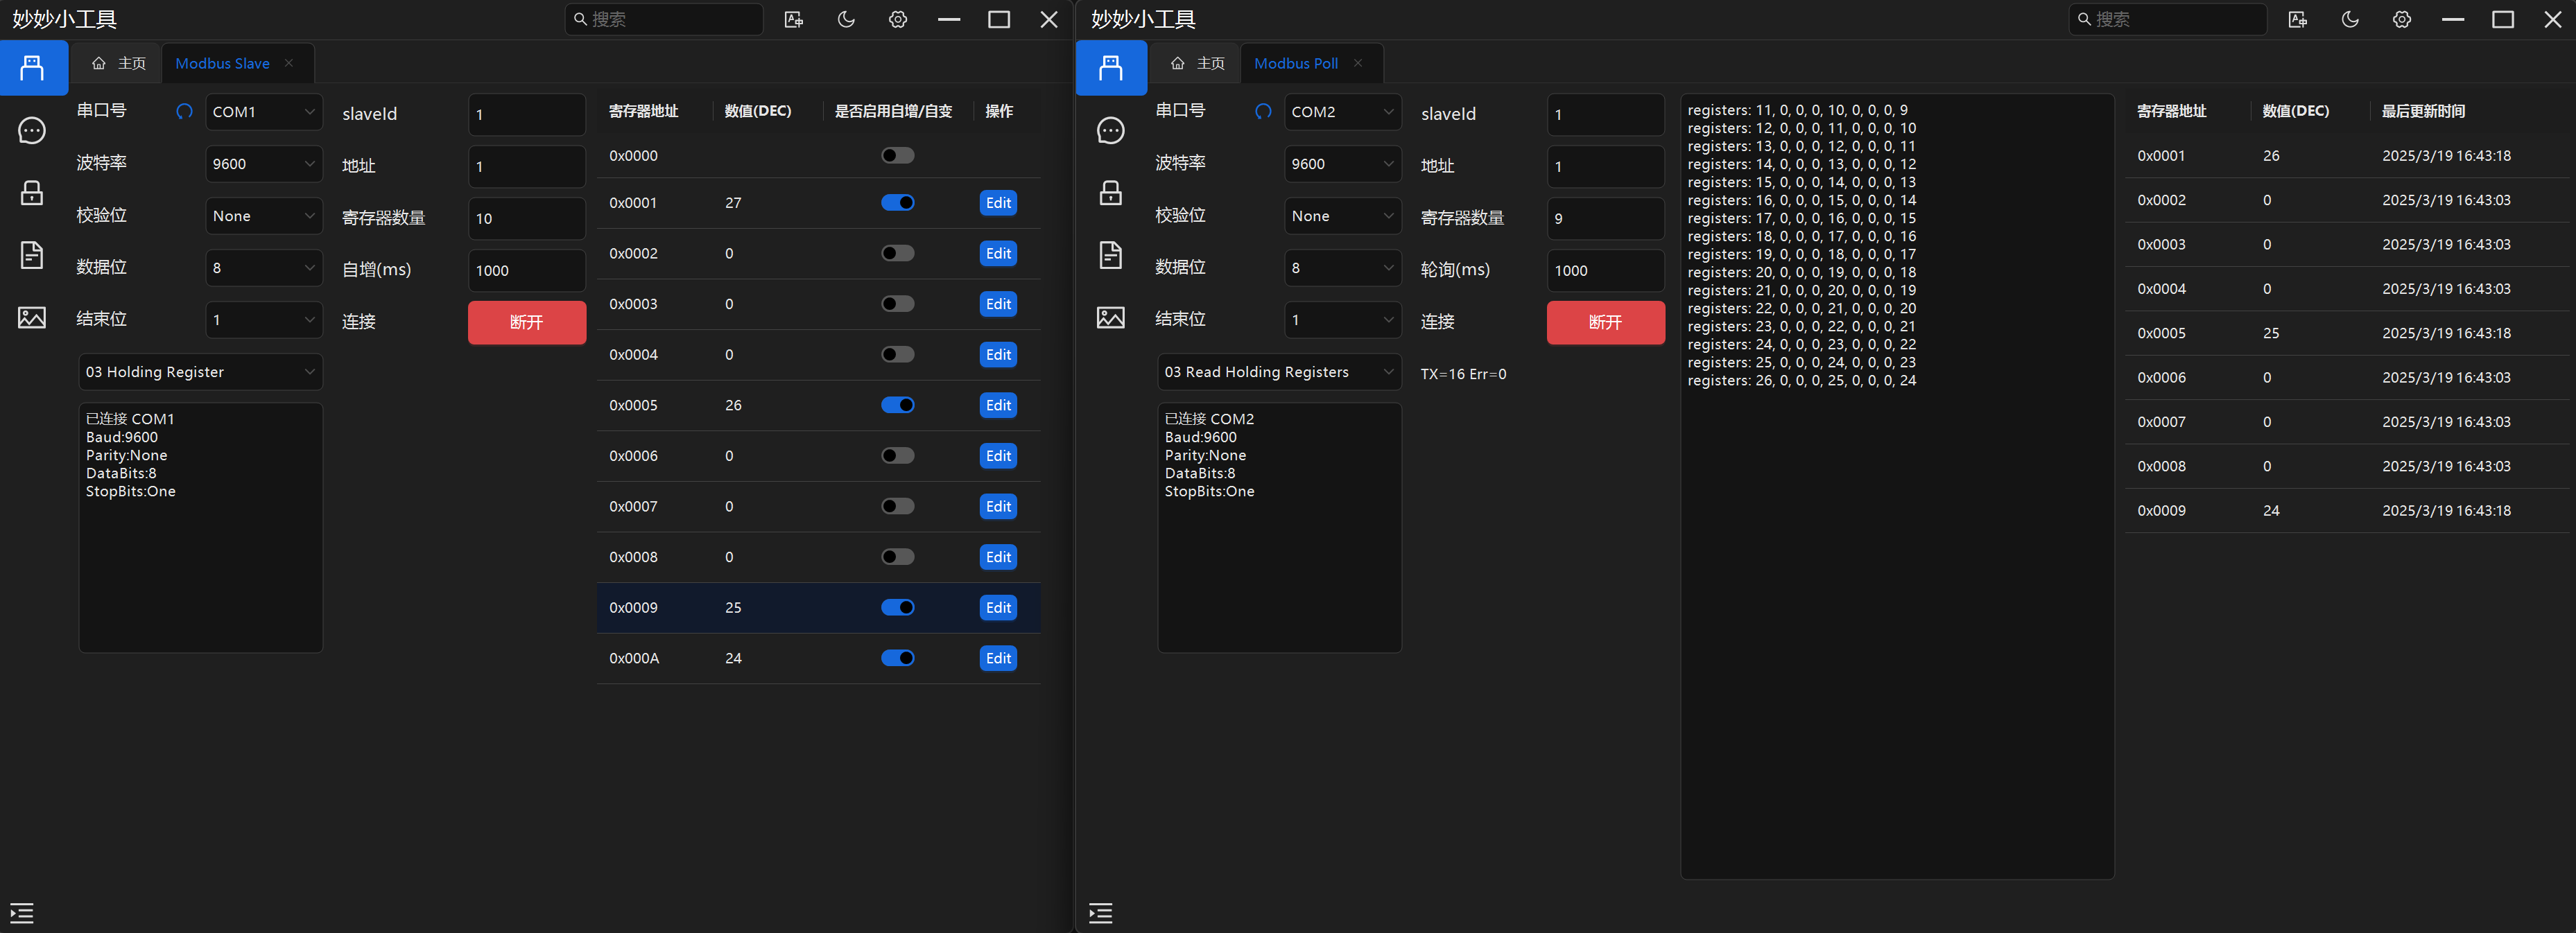 妙妙小工具
搜索
主页
Modbus Slave
串口号
COM1
slaveId
1
波特率
9600
地址
1
校验位
None
寄存器数量
10
数据位
8
自增(ms)
1000
结束位
1
连接
断开
03 Holding Register
已连接 COM1
Baud:9600
Parity:None
DataBits:8
StopBits:One
寄存器地址 数值(DEC) 是否启用自增/自变 操作
0x0000
0x0001 27 Edit
0x0002 0 Edit
0x0003 0 Edit
0x0004 0 Edit
0x0005 26 Edit
0x0006 0 Edit
0x0007 0 Edit
0x0008 0 Edit
0x0009 25 Edit
0x000A 24 Edit
妙妙小工具
搜索
主页
Modbus Poll
串口号
COM2
slaveId
1
波特率
9600
地址
1
校验位
None
寄存器数量
9
数据位
8
轮询(ms)
1000
结束位
1
连接
断开
03 Read Holding Registers
TX=16 Err=0
已连接 COM2
Baud:9600
Parity:None
DataBits:8
StopBits:One
registers: 11, 0, 0, 0, 10, 0, 0, 0, 9
registers: 12, 0, 0, 0, 11, 0, 0, 0, 10
registers: 13, 0, 0, 0, 12, 0, 0, 0, 11
registers: 14, 0, 0, 0, 13, 0, 0, 0, 12
registers: 15, 0, 0, 0, 14, 0, 0, 0, 13
registers: 16, 0, 0, 0, 15, 0, 0, 0, 14
registers: 17, 0, 0, 0, 16, 0, 0, 0, 15
registers: 18, 0, 0, 0, 17, 0, 0, 0, 16
registers: 19, 0, 0, 0, 18, 0, 0, 0, 17
registers: 20, 0, 0, 0, 19, 0, 0, 0, 18
registers: 21, 0, 0, 0, 20, 0, 0, 0, 19
registers: 22, 0, 0, 0, 21, 0, 0, 0, 20
registers: 23, 0, 0, 0, 22, 0, 0, 0, 21
registers: 24, 0, 0, 0, 23, 0, 0, 0, 22
registers: 25, 0, 0, 0, 24, 0, 0, 0, 23
registers: 26, 0, 0, 0, 25, 0, 0, 0, 24
寄存器地址 数值(DEC) 最后更新时间
0x0001 26 2025/3/19 16:43:18
0x0002 0 2025/3/19 16:43:03
0x0003 0 2025/3/19 16:43:03
0x0004 0 2025/3/19 16:43:03
0x0005 25 2025/3/19 16:43:18
0x0006 0 2025/3/19 16:43:03
0x0007 0 2025/3/19 16:43:03
0x0008 0 2025/3/19 16:43:03
0x0009 24 2025/3/19 16:43:18